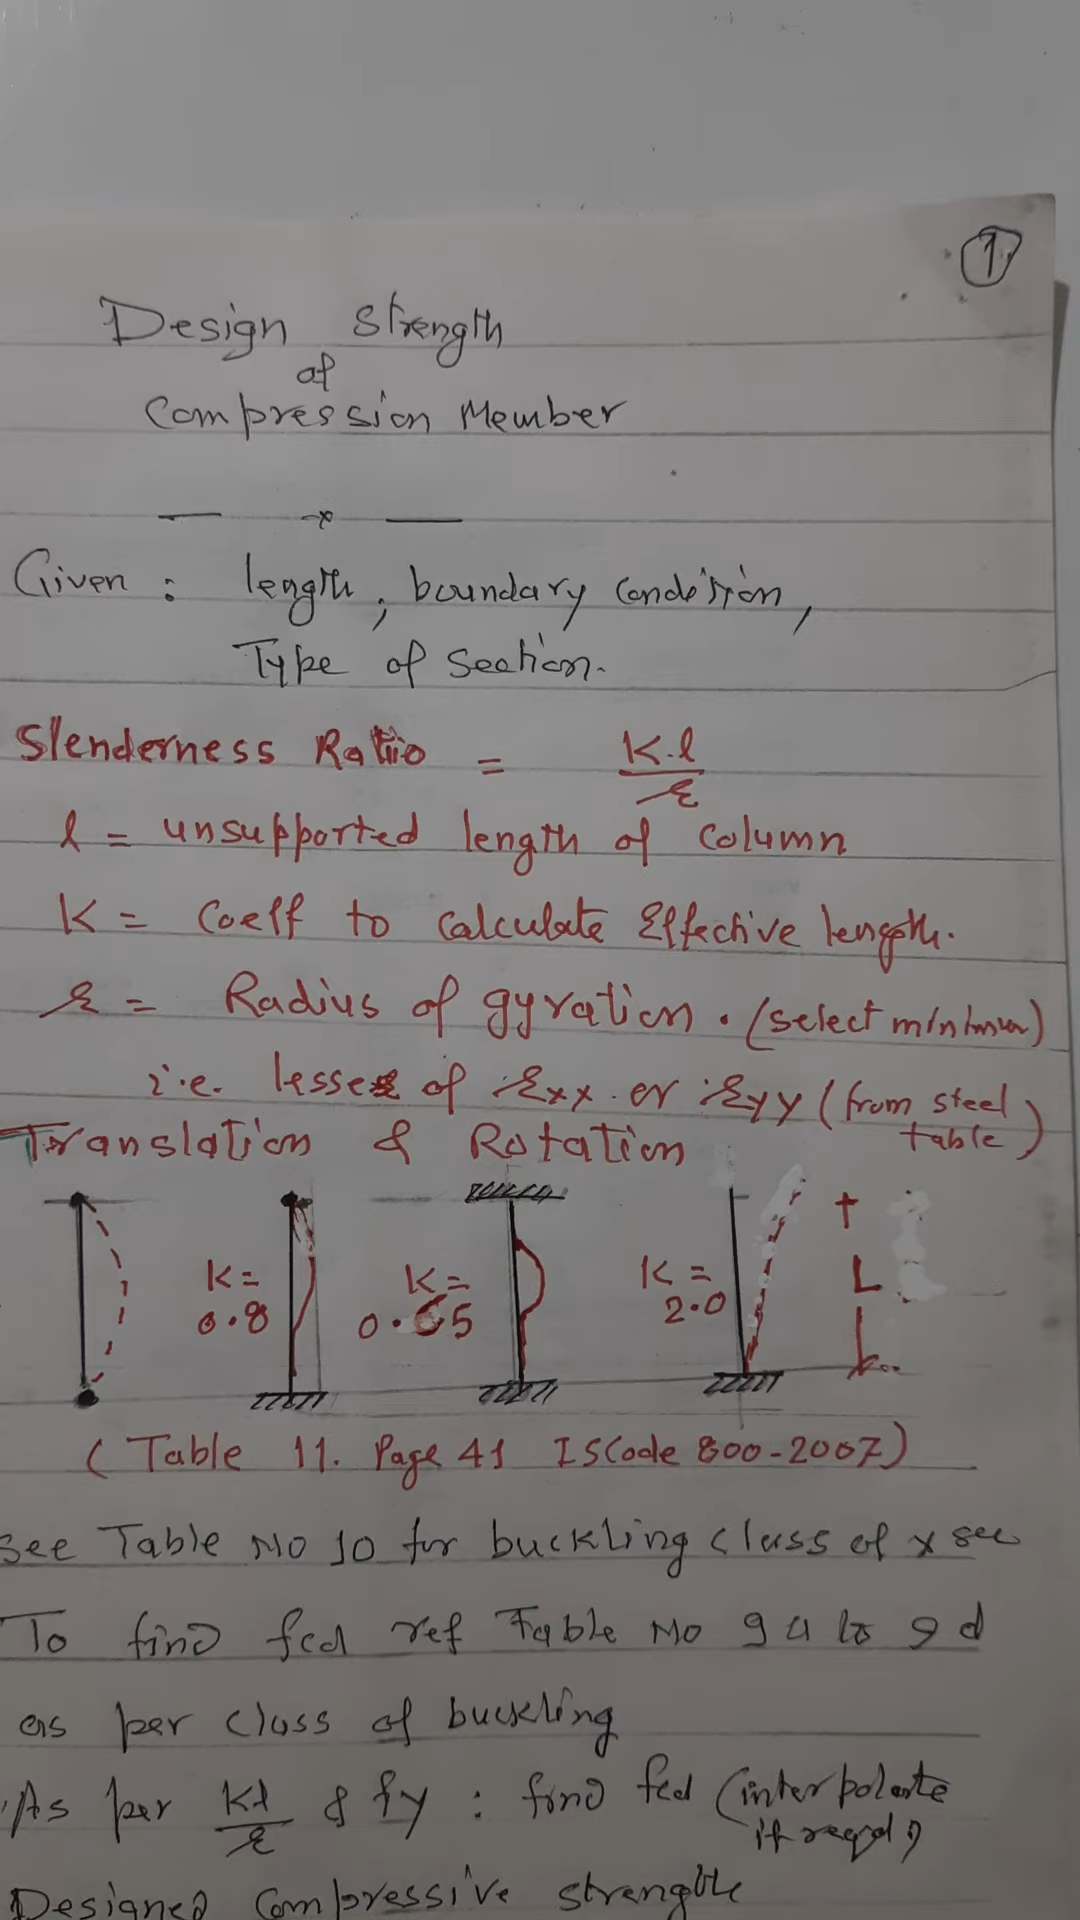 1
Design Strength
of
Compression Member
— x —
Given : length, boundary condition,
Type of Section.
Slenderness Ratio = K.l / r
l = unsupported length of column
K = Coeff to calculate Effective length.
r = Radius of gyration. (select minimum)
i.e. lesser of rxx or ryy (from steel table)
Translation & Rotation
K = 0.8 K = 0.65 K = 2.0
(Table 11. Page 41 IS Code 800-2007)
See Table No 10 for buckling class of x sec
To find fcd ref Table No 9 a to 9 d
as per class of buckling
As per Kl / r & fy : find fcd (interpolate if reqd)
Designed Compressive strength